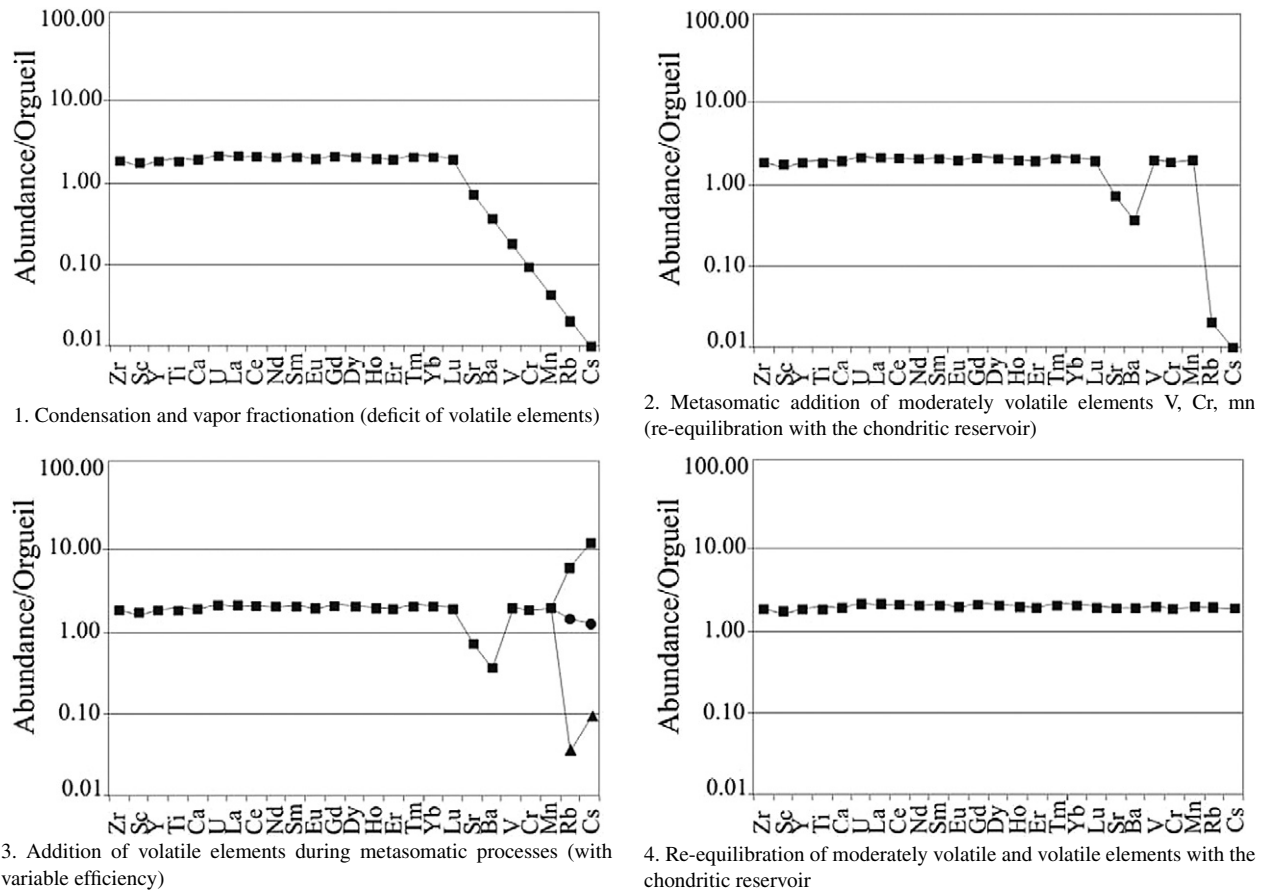 100.00
10.00
1.00
0.10
0.01
Abundance/Orgueil
Zr Sc Y Ti Ca U La Ce Nd Sm Eu Gd Dy Ho Er Tm Yb Lu Sr Ba V Cr Mn Rb Cs
1. Condensation and vapor fractionation (deficit of volatile elements)
100.00
10.00
1.00
0.10
0.01
Abundance/Orgueil
Zr Sc Y Ti Ca U La Ce Nd Sm Eu Gd Dy Ho Er Tm Yb Lu Sr Ba V Cr Mn Rb Cs
2. Metasomatic addition of moderately volatile elements V, Cr, mn
(re-equilibration with the chondritic reservoir)
100.00
10.00
1.00
0.10
0.01
Abundance/Orgueil
Zr Sc Y Ti Ca U La Ce Nd Sm Eu Gd Dy Ho Er Tm Yb Lu Sr Ba V Cr Mn Rb Cs
3. Addition of volatile elements during metasomatic processes (with
variable efficiency)
100.00
10.00
1.00
0.10
0.01
Abundance/Orgueil
Zr Sc Y Ti Ca U La Ce Nd Sm Eu Gd Dy Ho Er Tm Yb Lu Sr Ba V Cr Mn Rb Cs
4. Re-equilibration of moderately volatile and volatile elements with the
chondritic reservoir